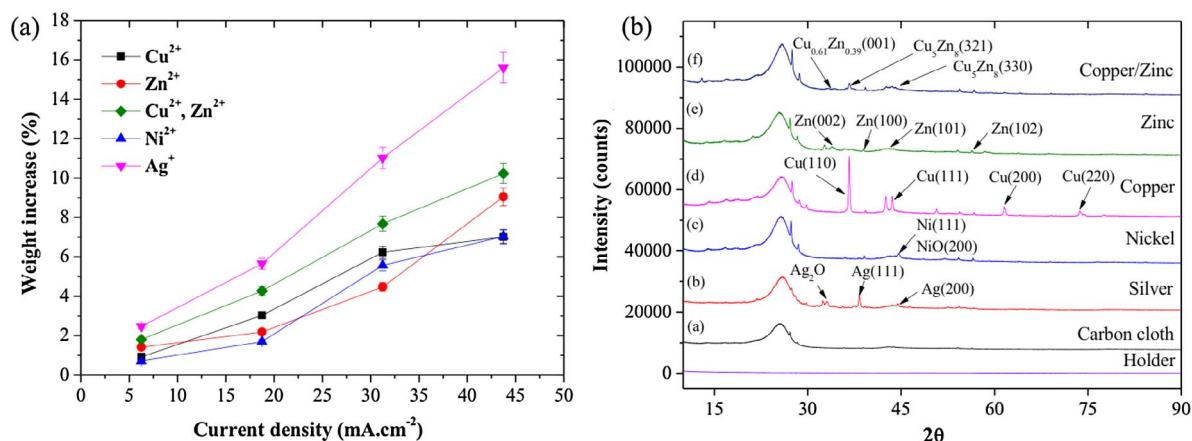 (a)
18
16
14
12
10
8
6
4
2
0
Weight increase (%)
Cu²⁺
Zn²⁺
Cu²⁺, Zn²⁺
Ni²⁺
Ag⁺
0 5 10 15 20 25 30 35 40 45 50
Current density (mA.cm⁻²)
(b)
100000
80000
60000
40000
20000
0
Intensity (counts)
(f) Cu₀.₆₁Zn₀.₃₉(001) Cu₅Zn₈(321)
Cu₅Zn₈(330)
Copper/Zinc
(e) Zinc
Zn(002) Zn(100) Zn(101) Zn(102)
Cu(110)
(d) Copper
Cu(111) Cu(200) Cu(220)
(c) Ni(111)
NiO(200)
Nickel
(b) Ag₂O Ag(111)
Ag(200)
Silver
(a) Carbon cloth
Holder
15 30 45 60 75 90
2θ